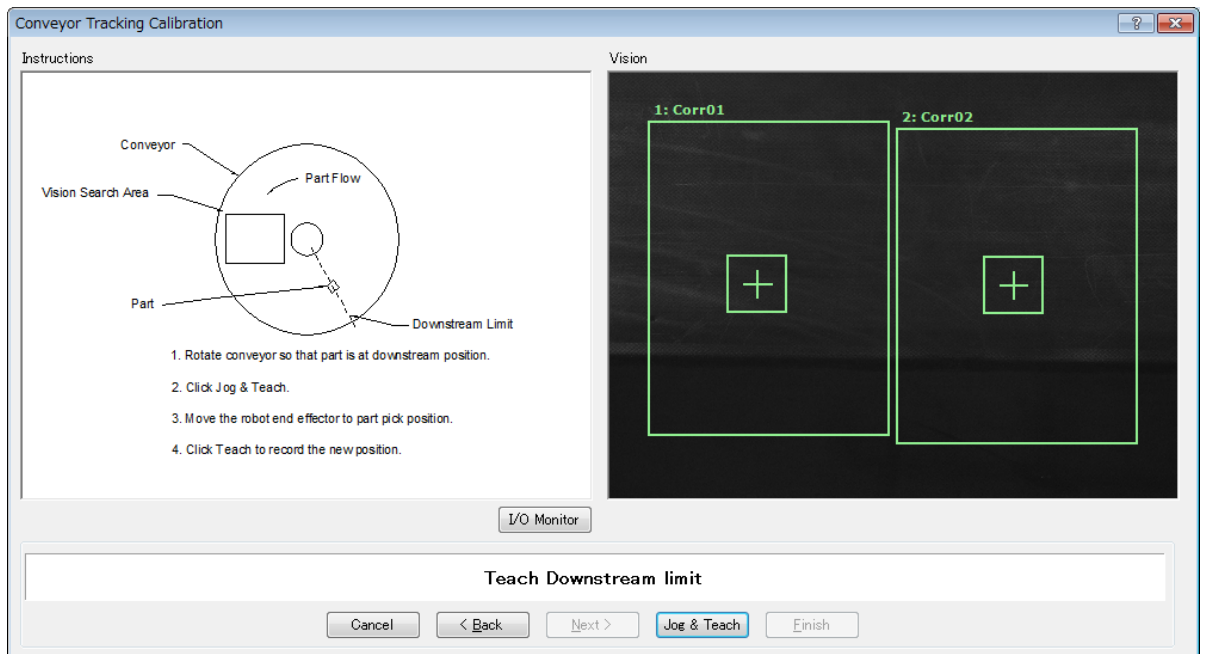 Conveyor Tracking Calibration
Instructions
Vision
Conveyor
Part Flow
Vision Search Area
Part
Downstream Limit
1. Rotate conveyor so that part is at downstream position.
2. Click Jog & Teach.
3. Move the robot end effector to part pick position.
4. Click Teach to record the new position.
1: Corr01
2: Corr02
I/O Monitor
Teach Downstream limit
Cancel
< Back
Next >
Jog & Teach
Finish